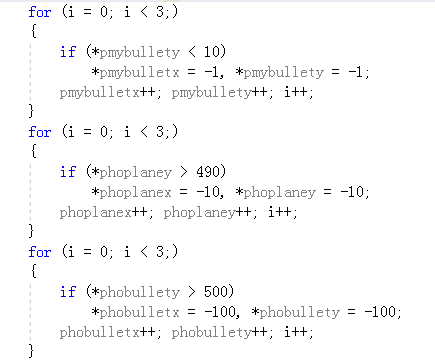 for (i = 0; i < 3;)
{
if (*pmybullety < 10)
*pmybulletx = -1, *pmybullety = -1;
pmybulletx++; pmybullety++; i++;
}
for (i = 0; i < 3;)
{
if (*phoplaney > 490)
*phoplanex = -10, *phoplaney = -10;
phoplanex++; phoplaney++; i++;
}
for (i = 0; i < 3;)
{
if (*phobullety > 500)
*phobulletx = -100, *phobullety = -100;
phobulletx++; phobullety++; i++;
}